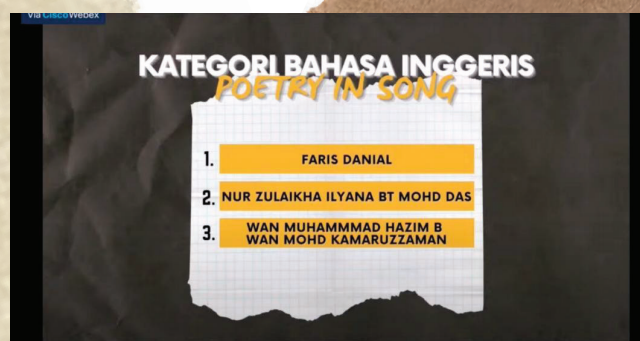 Via Cisco Webex
KATEGORI BAHASA INGGERIS
POETRY IN SONG
1. FARIS DANIAL
2. NUR ZULAIKHA ILYANA BT MOHD DAS
3. WAN MUHAMMMAD HAZIM B
WAN MOHD KAMARUZZAMAN